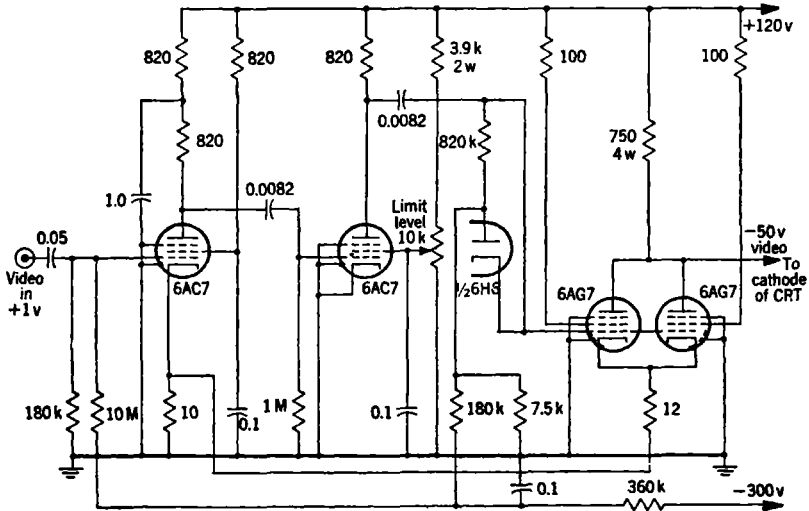 +120v
820
820
820
3.9k
2w
100
100
820
0.0082
820k
750
4w
1.0
0.0082
Limit
level
10k
-50v
video
To
cathode
of CRT
0.05
Video
in
+1v
6AC7
6AC7
½6H6
6AG7
6AG7
180k
10M
10
0.1
1M
0.1
180k
7.5k
12
0.1
360k
-300v